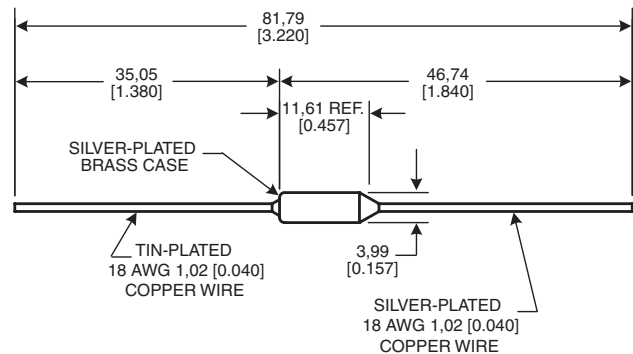 81,79
[3.220]
35,05
[1.380]
46,74
[1.840]
11,61 REF.
[0.457]
SILVER-PLATED
BRASS CASE
TIN-PLATED
18 AWG 1,02 [0.040]
COPPER WIRE
3,99
[0.157]
SILVER-PLATED
18 AWG 1,02 [0.040]
COPPER WIRE